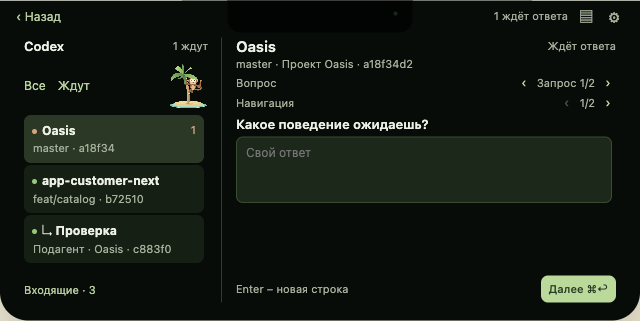 ‹ Назад
1 ждёт ответа
Codex
1 ждут
Все Ждут
Oasis
1
master · a18f34
app-customer-next
feat/catalog · b72510
Проверка
Подагент · Oasis · c883f0
Входящие · 3
Oasis
Ждёт ответа
master · Проект Oasis · a18f34d2
Вопрос
‹ Запрос 1/2 ›
Навигация
‹ 1/2 ›
Какое поведение ожидаешь?
Свой ответ
Enter – новая строка
Далее ⌘↩